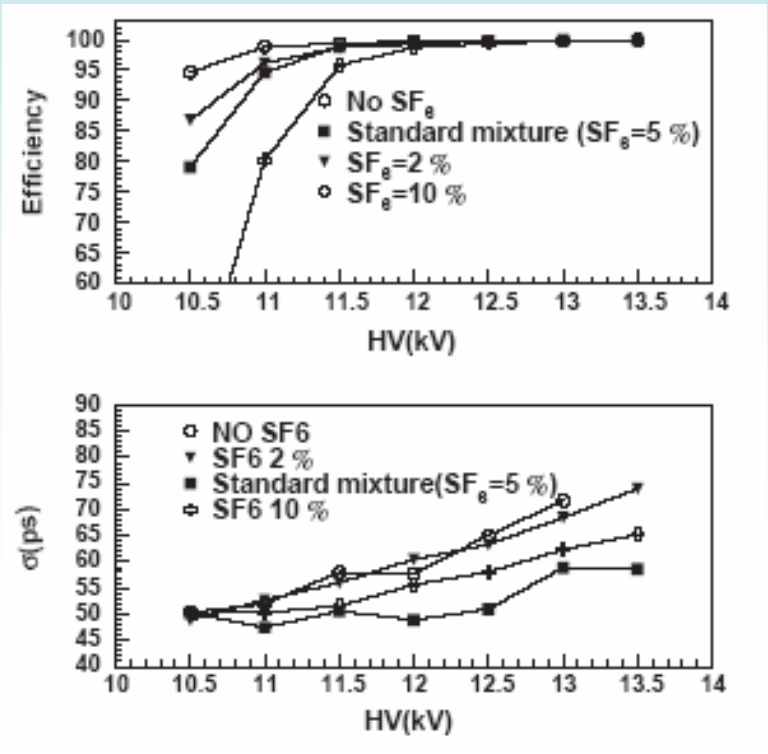 100
95
90
85
80
75
70
65
60
Efficiency
No SF₆
Standard mixture (SF₆=5 %)
SF₆=2 %
SF₆=10 %
10 10.5 11 11.5 12 12.5 13 13.5 14
HV(kV)
90
85
80
75
70
65
60
55
50
45
40
σ(ps)
NO SF6
SF6 2 %
Standard mixture(SF₆=5 %)
SF6 10 %
10 10.5 11 11.5 12 12.5 13 13.5 14
HV(kV)